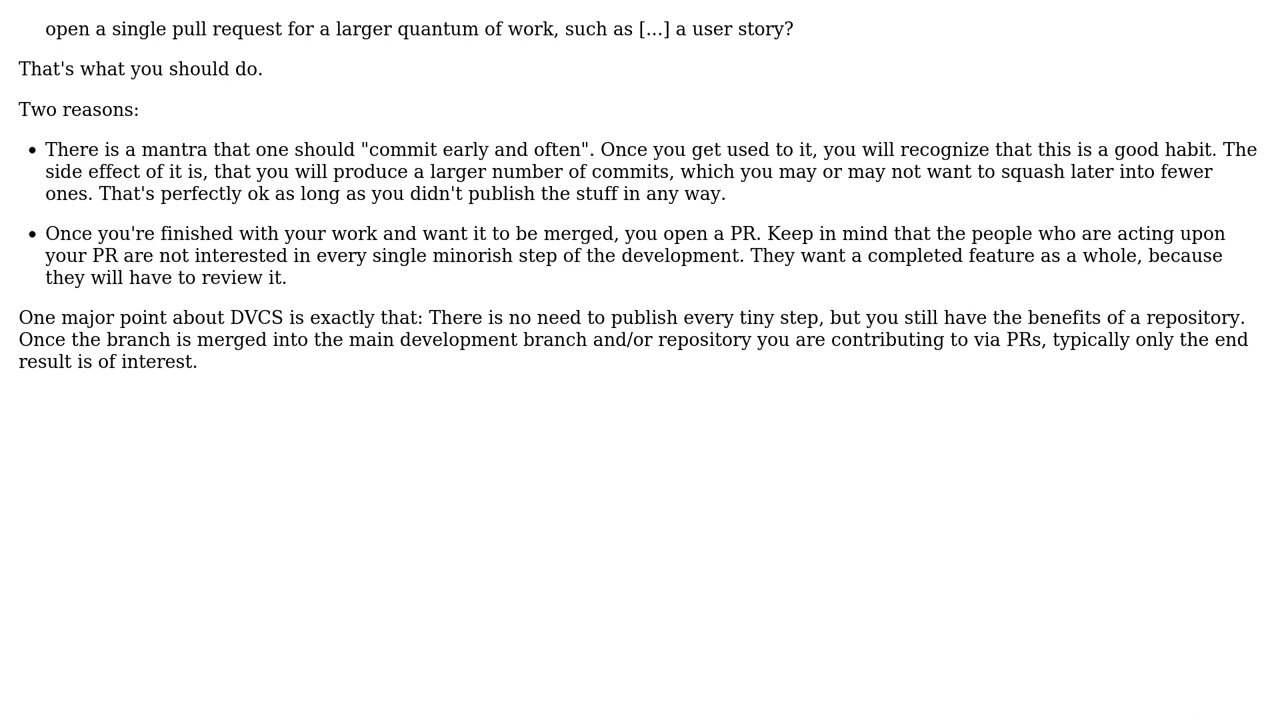 open a single pull request for a larger quantum of work, such as [...] a user story?
That's what you should do.
Two reasons:
• There is a mantra that one should "commit early and often". Once you get used to it, you will recognize that this is a good habit. The
side effect of it is, that you will produce a larger number of commits, which you may or may not want to squash later into fewer
ones. That's perfectly ok as long as you didn't publish the stuff in any way.
• Once you're finished with your work and want it to be merged, you open a PR. Keep in mind that the people who are acting upon
your PR are not interested in every single minorish step of the development. They want a completed feature as a whole, because
they will have to review it.
One major point about DVCS is exactly that: There is no need to publish every tiny step, but you still have the benefits of a repository.
Once the branch is merged into the main development branch and/or repository you are contributing to via PRs, typically only the end
result is of interest.